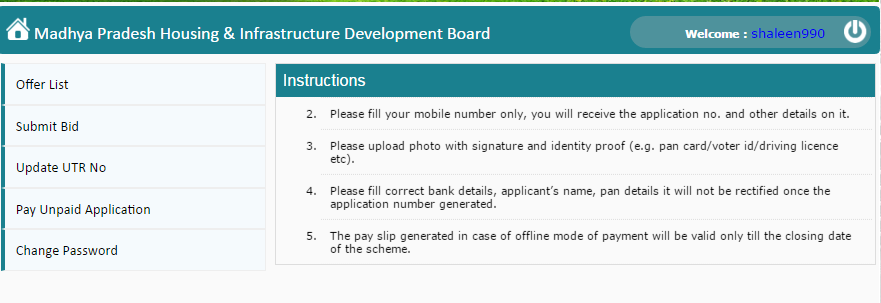 Madhya Pradesh Housing & Infrastructure Development Board
Welcome : shaleen990
Offer List
Submit Bid
Update UTR No
Pay Unpaid Application
Change Password
Instructions
2. Please fill your mobile number only, you will receive the application no. and other details on it.
3. Please upload photo with signature and identity proof (e.g. pan card/voter id/driving licence
etc).
4. Please fill correct bank details, applicant’s name, pan details it will not be rectified once the
application number generated.
5. The pay slip generated in case of offline mode of payment will be valid only till the closing date
of the scheme.